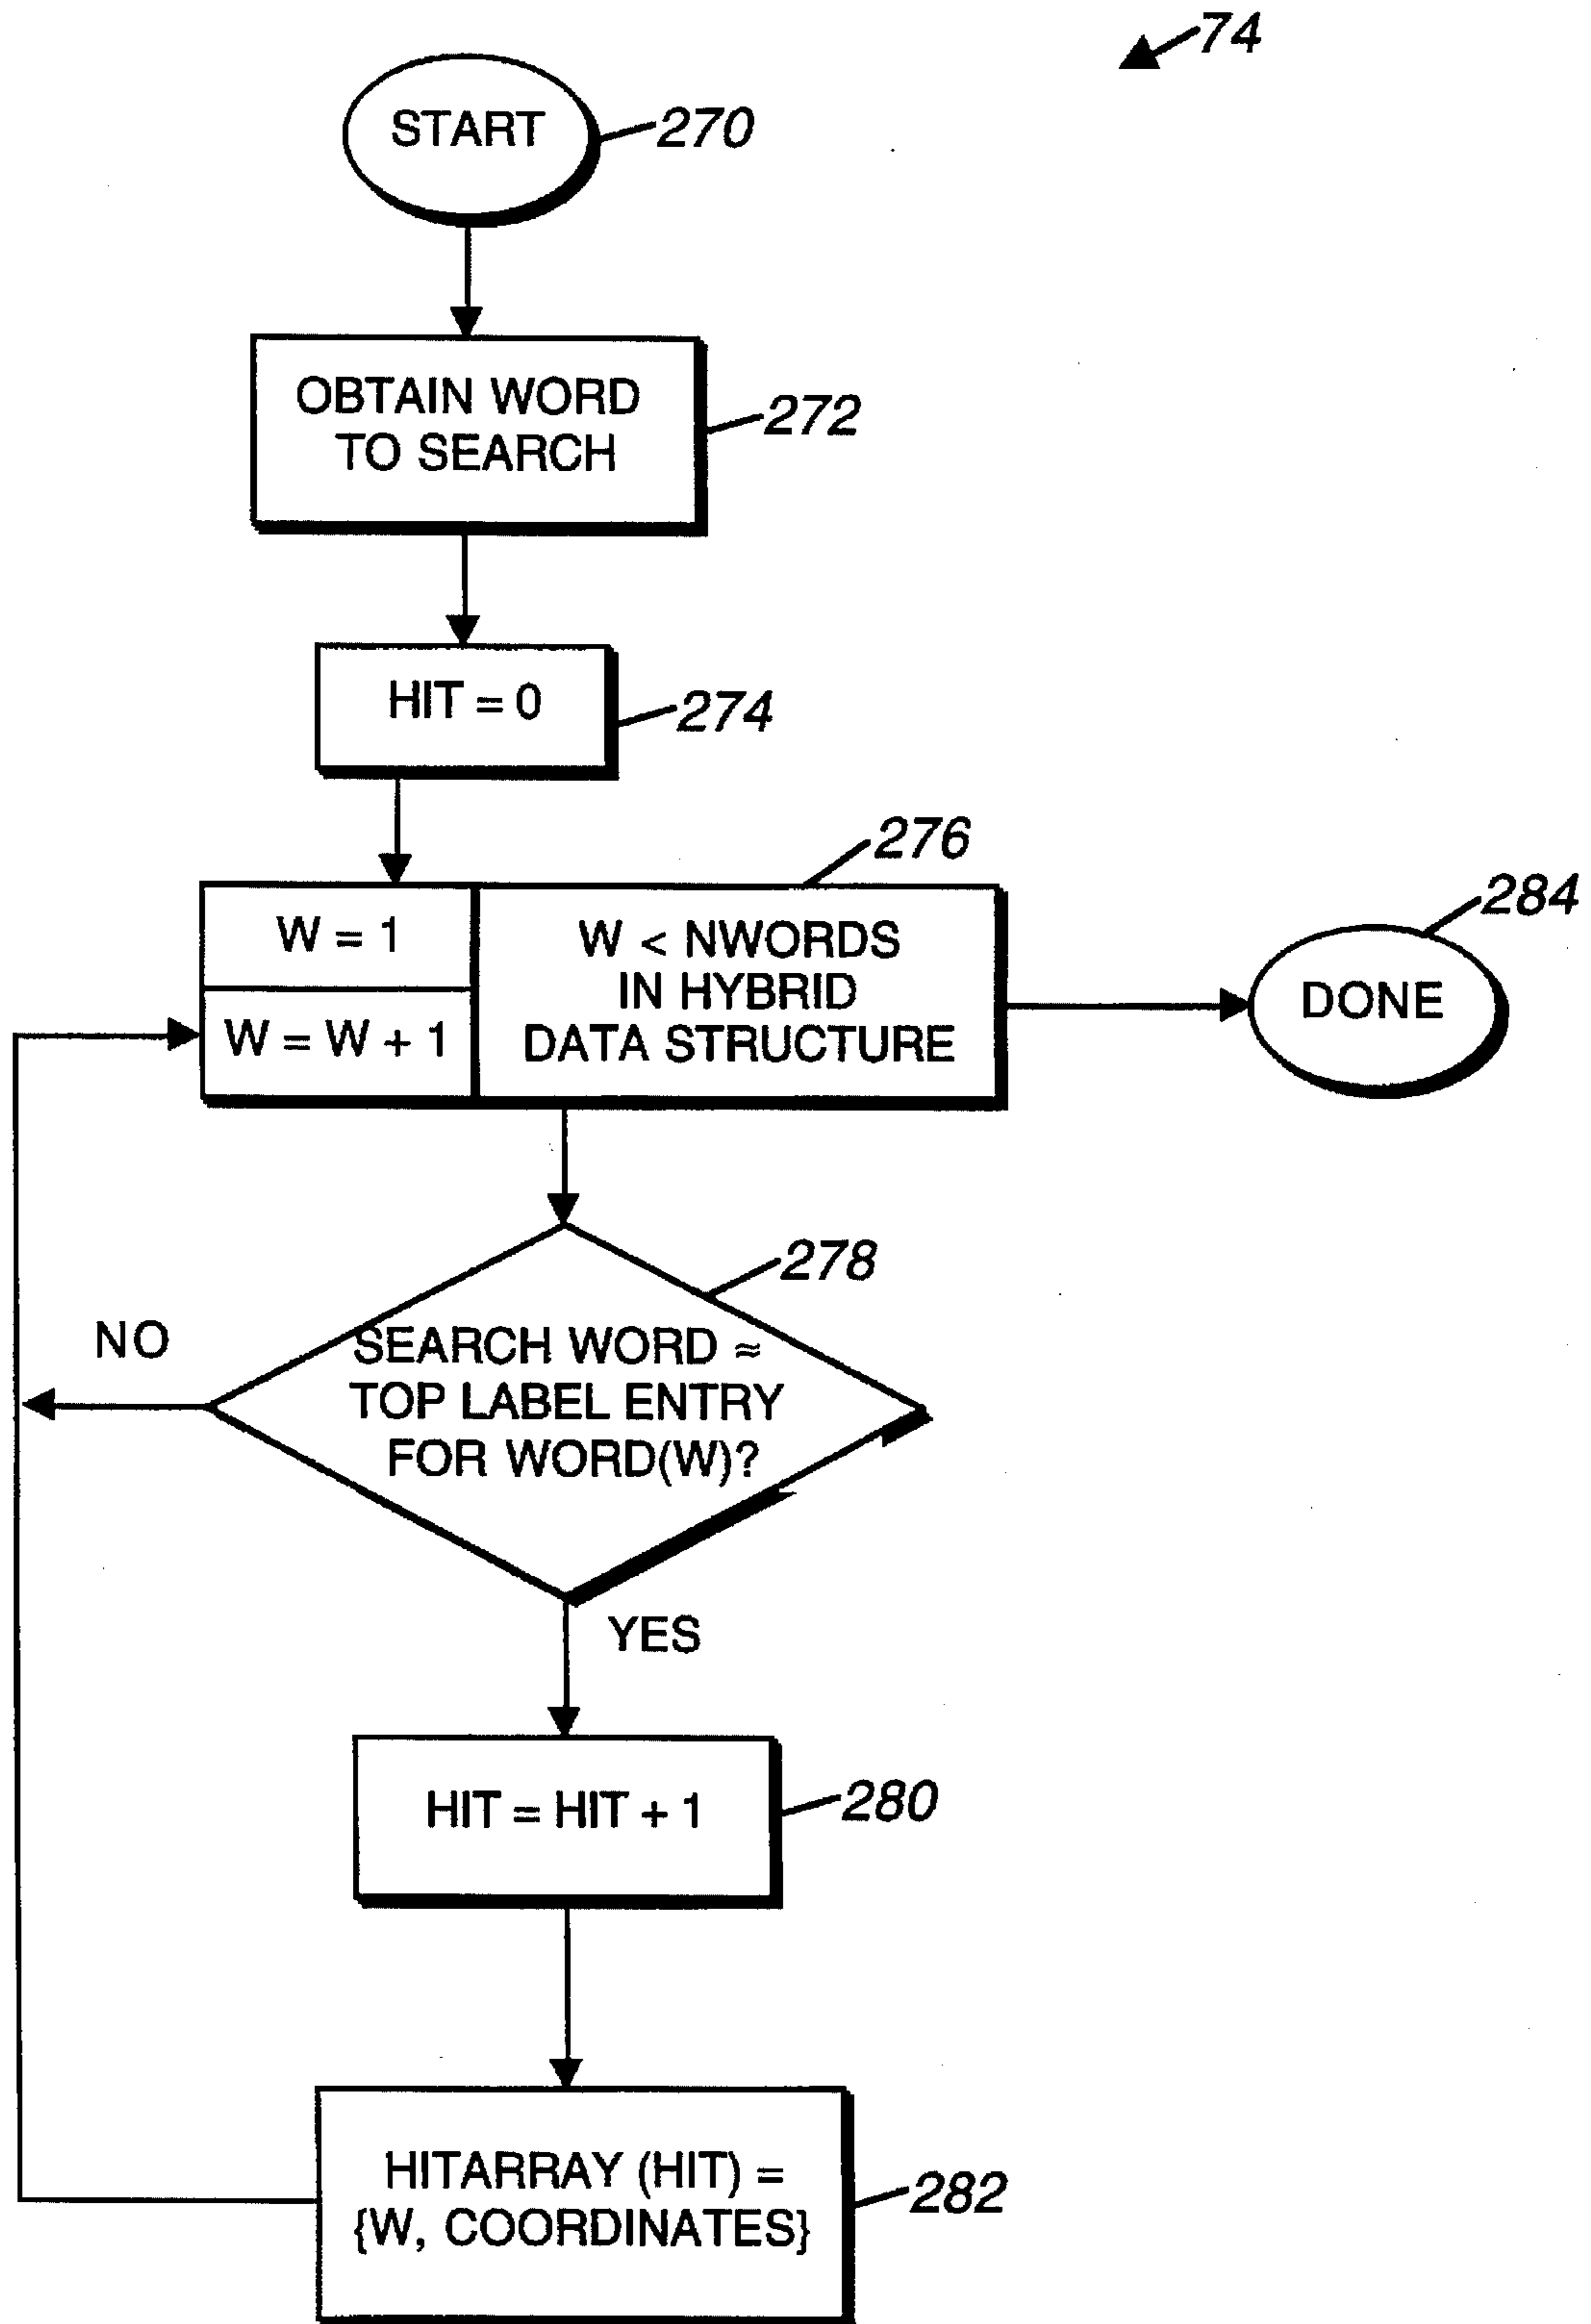 74
START
270
OBTAIN WORD
TO SEARCH
272
HIT = 0
274
276
W = 1
W = W + 1
W < NWORDS
IN HYBRID
DATA STRUCTURE
284
DONE
278
NO
SEARCH WORD ≈
TOP LABEL ENTRY
FOR WORD(W)?
YES
HIT = HIT + 1
280
HITARRAY (HIT) =
{W, COORDINATES}
282